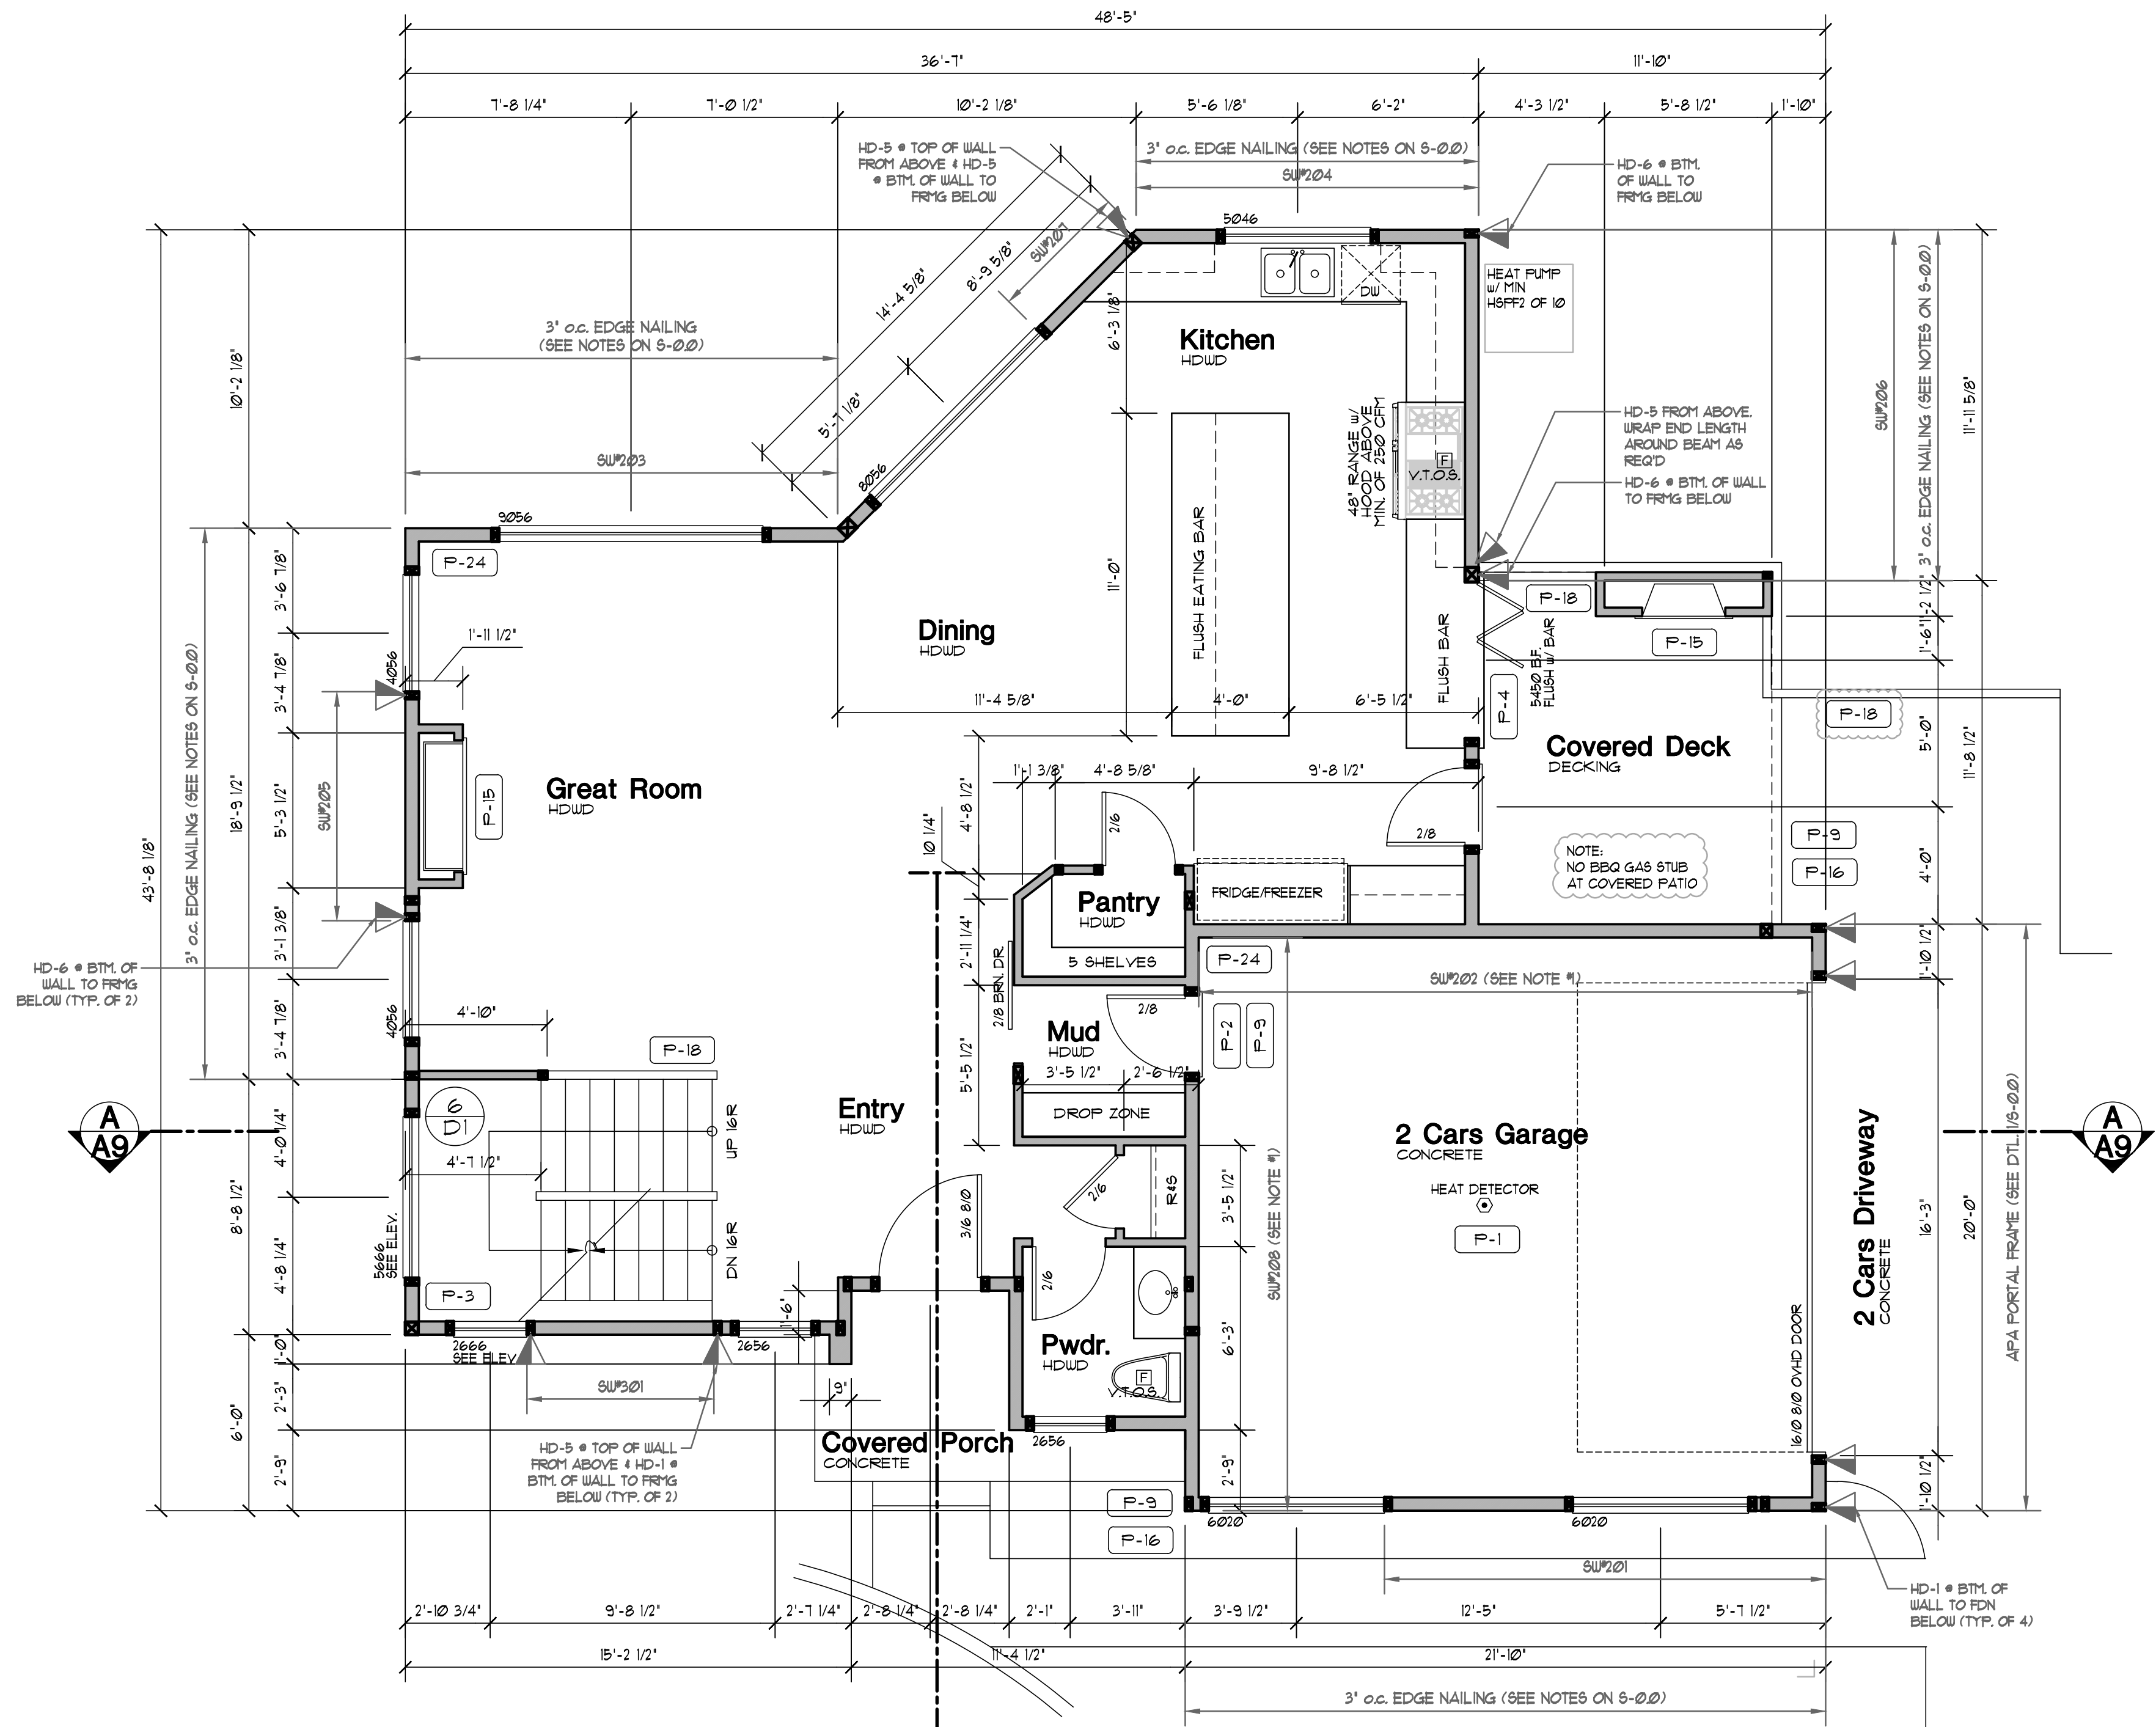 48'-5"
36'-7"
11'-10"
7'-8 1/4"
7'-0 1/2"
10'-2 1/8"
5'-6 1/8"
6'-2"
4'-3 1/2"
5'-8 1/2"
1'-10"
HD-5 @ TOP OF WALL
FROM ABOVE & HD-5
@ BTM. OF WALL TO
FRMG BELOW
3" o.c. EDGE NAILING (SEE NOTES ON S-0.0)
SW#204
HD-6 @ BTM.
OF WALL TO
FRMG BELOW
5046
SW#207
8'-9 5/8"
14'-4 5/8"
5'-7 1/8"
8056
HEAT PUMP
w/ MIN
HSPF2 OF 10
DW
6'-3 1/8"
Kitchen
HDWD
3" o.c. EDGE NAILING
(SEE NOTES ON S-0.0)
SW#203
9056
P-24
10'-2 1/8"
SW#206
3" o.c. EDGE NAILING (SEE NOTES ON S-0.0)
11'-11 5/8"
48" RANGE w/
HOOD ABOVE
MIN. OF 250 CFM
F
V.T.O.S.
HD-5 FROM ABOVE.
WRAP END LENGTH
AROUND BEAM AS
REQ'D
HD-6 @ BTM. OF WALL
TO FRMG BELOW
FLUSH EATING BAR
11'-0"
FLUSH BAR
P-18
P-15
5450 B.F.
FLUSH w/ BAR
P-4
1'-2 1/2"
1'-6"
P-18
5'-0"
11'-8 1/2"
4'-0"
Dining
HDWD
11'-4 5/8"
4'-0"
6'-5 1/2"
Covered Deck
DECKING
NOTE:
NO BBQ GAS STUB
AT COVERED PATIO
P-9
P-16
43'-8 1/8"
3" o.c. EDGE NAILING (SEE NOTES ON S-0.0)
18'-9 1/2"
3'-6 7/8"
3'-4 7/8"
5'-3 1/2"
3'-1 3/8"
3'-4 7/8"
1'-11 1/2"
4056
SW#205
P-15
Great Room
HDWD
4056
HD-6 @ BTM. OF
WALL TO FRMG
BELOW (TYP. OF 2)
4'-10"
P-18
1'-1 3/8"
4'-8 5/8"
9'-8 1/2"
4'-8 1/2"
10 1/4"
2'-11 1/4"
5'-5 1/2"
2/6
2/8
FRIDGE/FREEZER
Pantry
HDWD
5 SHELVES
2/8 BRN. DR
P-24
SW#202 (SEE NOTE #1)
1'-10 1/2"
Mud
HDWD
2/8
P-2
P-9
3'-5 1/2"
2'-6 1/2"
DROP ZONE
Entry
HDWD
6
D1
A
A9
UP 16R
DN 16R
4'-7 1/2"
8'-8 1/2"
4'-0 1/4"
4'-8 1/4"
5666
SEE ELEV.
P-3
2666
SEE ELEV
2656
SW#301
1'-6"
9"
1'-0"
2'-3"
2'-9"
6'-0"
3/6 8/0
2/6
R&S
2/6
3'-5 1/2"
6'-3"
2'-9"
SW#208 (SEE NOTE #1)
2 Cars Garage
CONCRETE
HEAT DETECTOR
P-1
2 Cars Driveway
CONCRETE
16'-3"
20'-0"
APA PORTAL FRAME (SEE DTL. 1/S-0.0)
A
A9
16/0 8/0 OVHD DOOR
Pwdr.
HDWD
F
V.T.O.S.
2656
Covered Porch
CONCRETE
HD-5 @ TOP OF WALL
FROM ABOVE & HD-1 @
BTM. OF WALL TO FRMG
BELOW (TYP. OF 2)
P-9
P-16
6020
6020
1'-10 1/2"
SW#201
HD-1 @ BTM. OF
WALL TO FDN
BELOW (TYP. OF 4)
2'-10 3/4"
9'-8 1/2"
2'-7 1/4"
2'-8 1/4"
2'-8 1/4"
2'-1"
3'-11"
3'-9 1/2"
12'-5"
5'-7 1/2"
15'-2 1/2"
11'-4 1/2"
21'-10"
3" o.c. EDGE NAILING (SEE NOTES ON S-0.0)